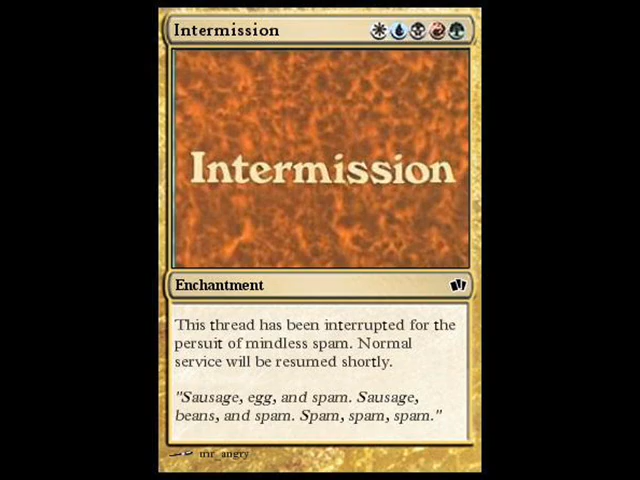 Intermission
Intermission
Enchantment
This thread has been interrupted for the
persuit of mindless spam. Normal
service will be resumed shortly.
"Sausage, egg, and spam. Sausage,
beans, and spam. Spam, spam, spam."
mr_angry